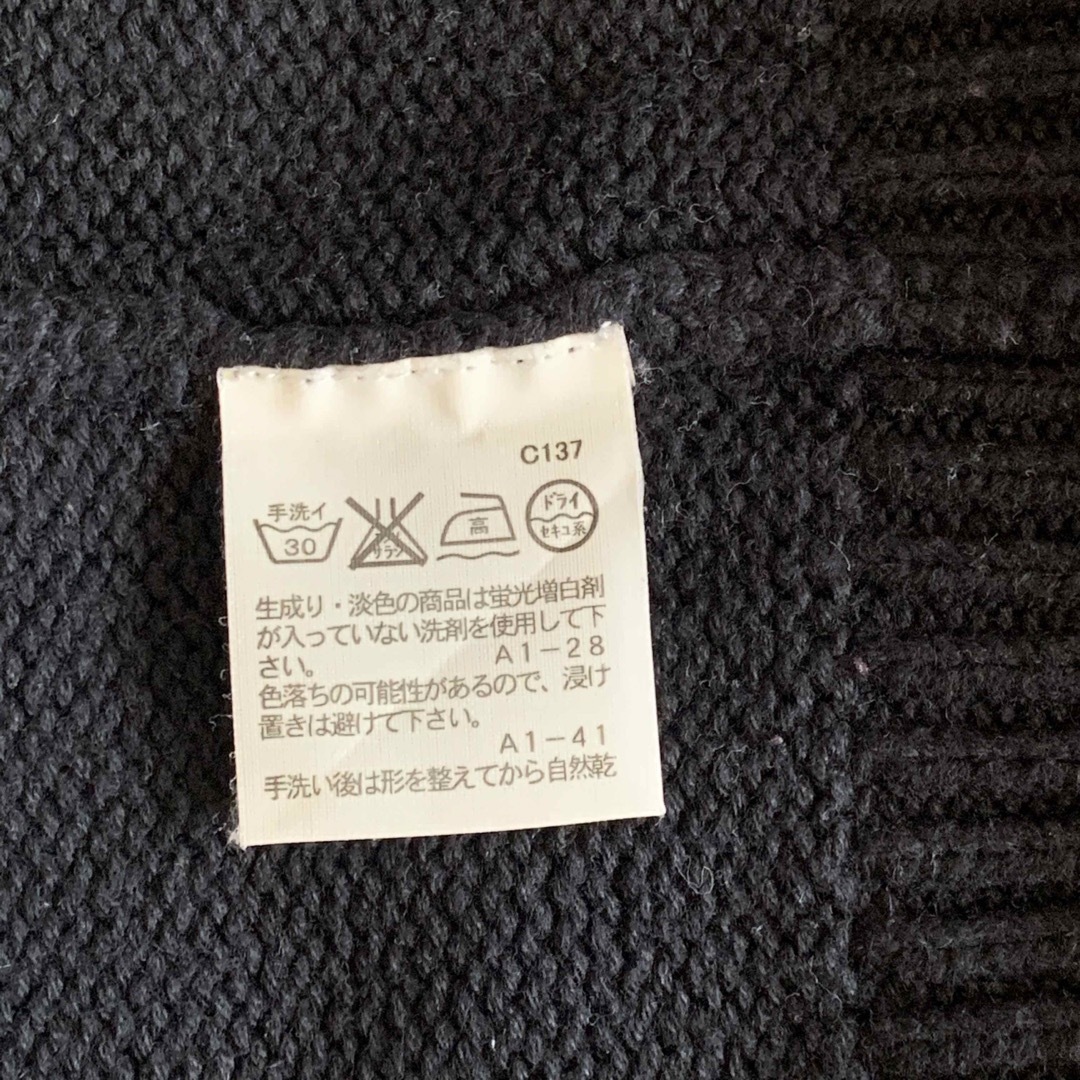 C137
手洗イ
30
サラシ
高
ドライ
セキユ系
生成り・淡色の商品は蛍光増白剤
が入っていない洗剤を使用して下
さい。 A1-28
色落ちの可能性があるので、浸け
置きは避けて下さい。
A1-41
手洗い後は形を整えてから自然乾